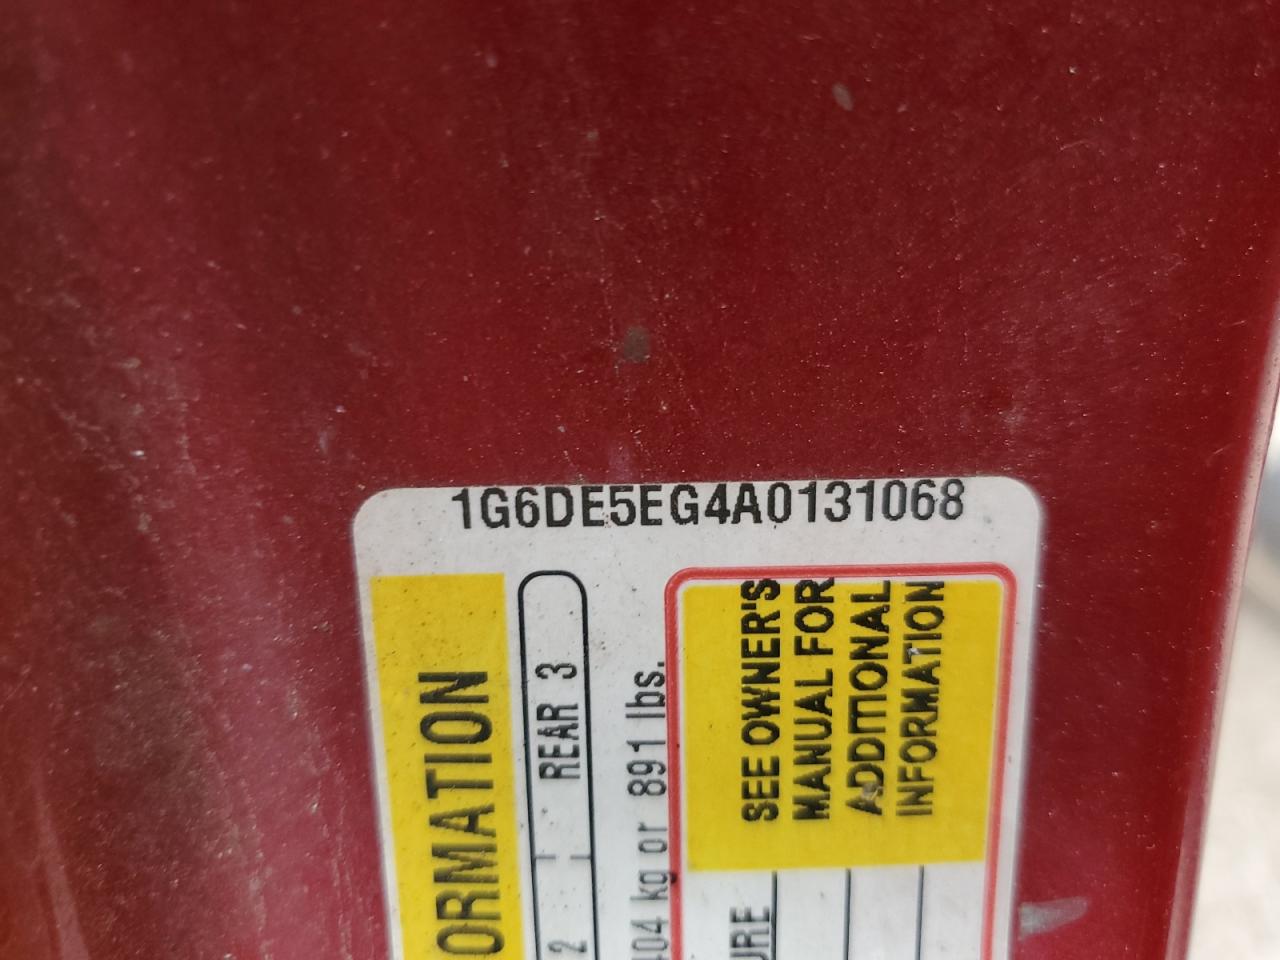 1G6DE5EG4A0131068
ORMATION
2 REAR 3
404 kg or 891 lbs.
SEE OWNER'S
MANUAL FOR
ADDITIONAL
INFORMATION
URE